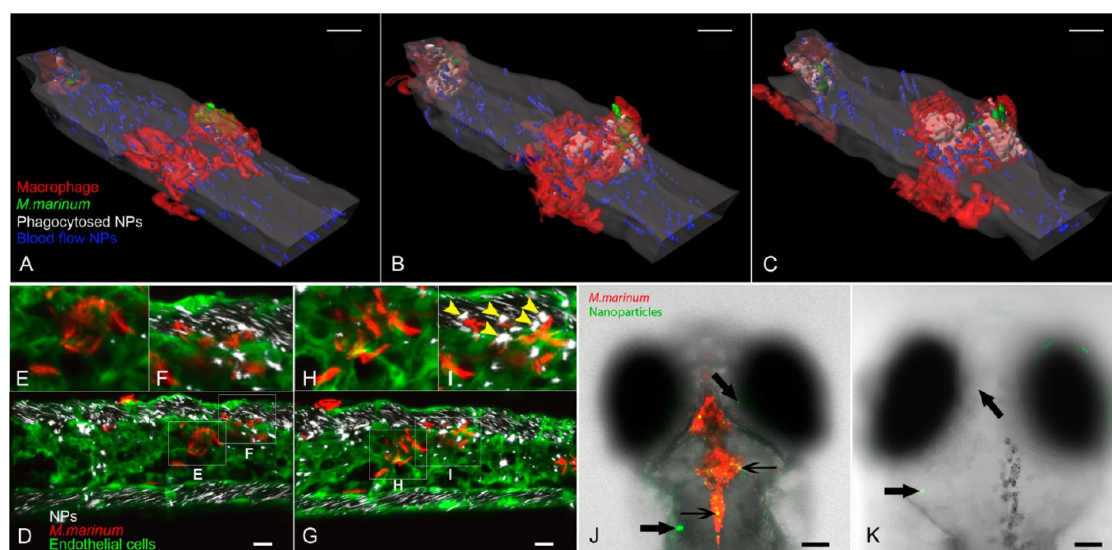 Macrophage
M.marinum
Phagocytosed NPs
Blood flow NPs
A
B
C
E
F
H
I
E
F
H
I
NPs
M.marinum
Endothelial cells
D
G
M.marinum
Nanoparticles
J
K